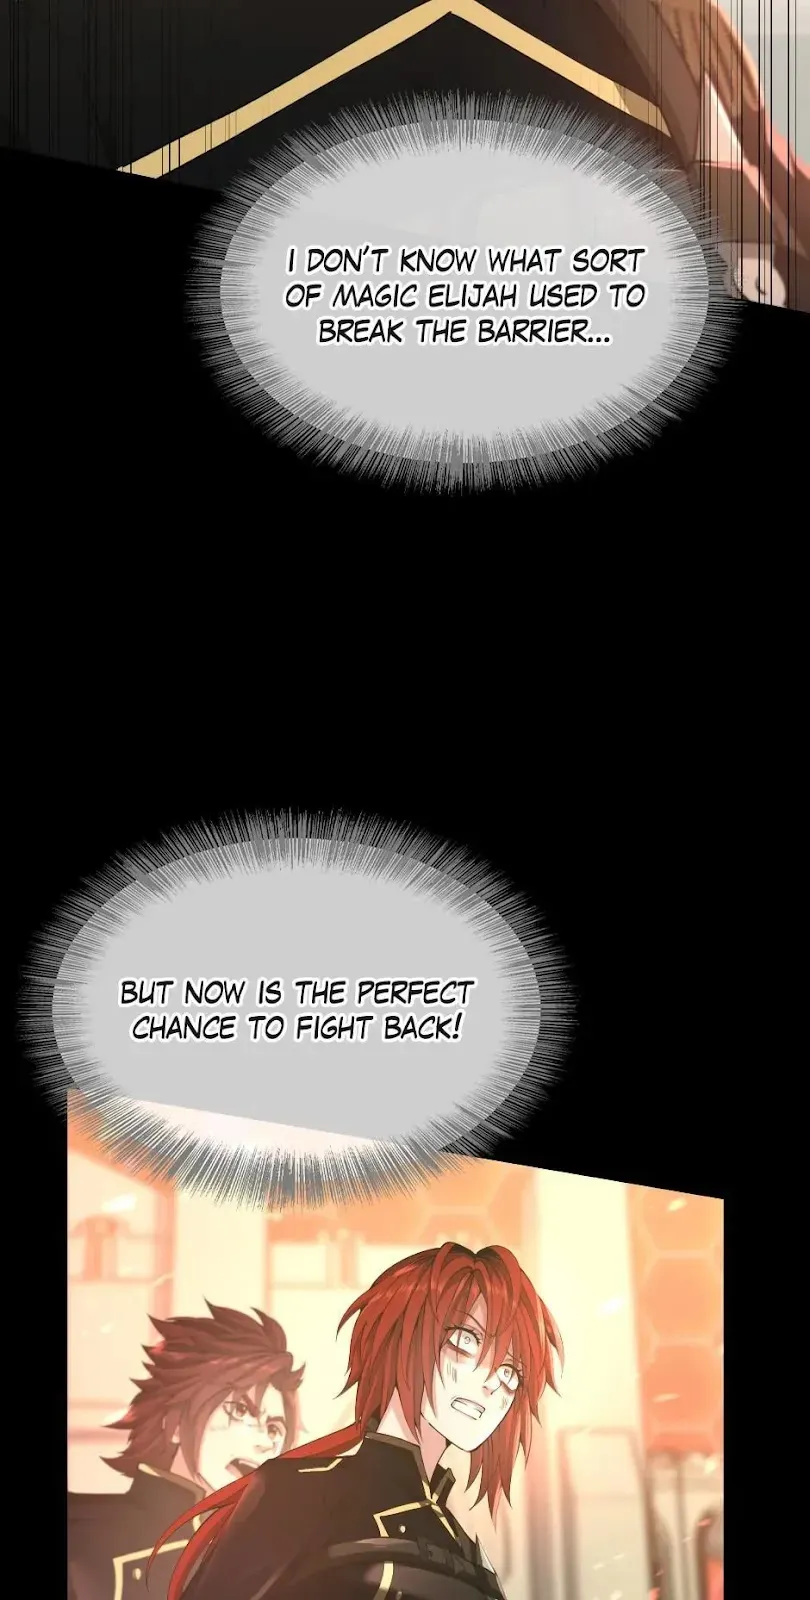 I DON'T KNOW WHAT SORT
OF MAGIC ELIJAH USED TO
BREAK THE BARRIER...
BUT NOW IS THE PERFECT
CHANCE TO FIGHT BACK!